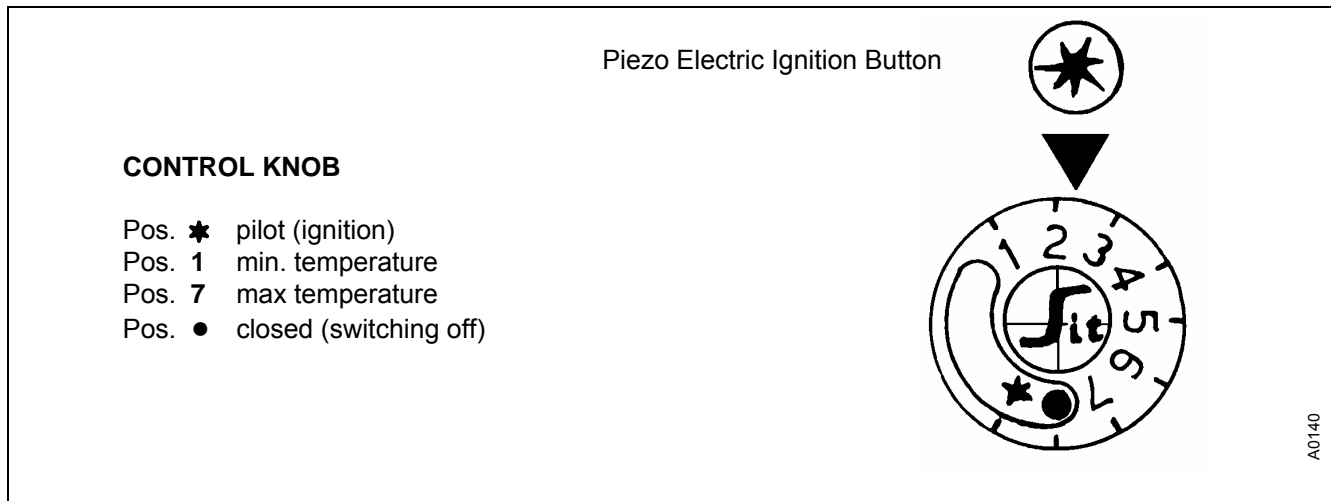 Piezo Electric Ignition Button
CONTROL KNOB
Pos. ✶ pilot (ignition)
Pos. 1 min. temperature
Pos. 7 max temperature
Pos. ● closed (switching off)
1 2 3 4 5 6 7
Sit
A0140